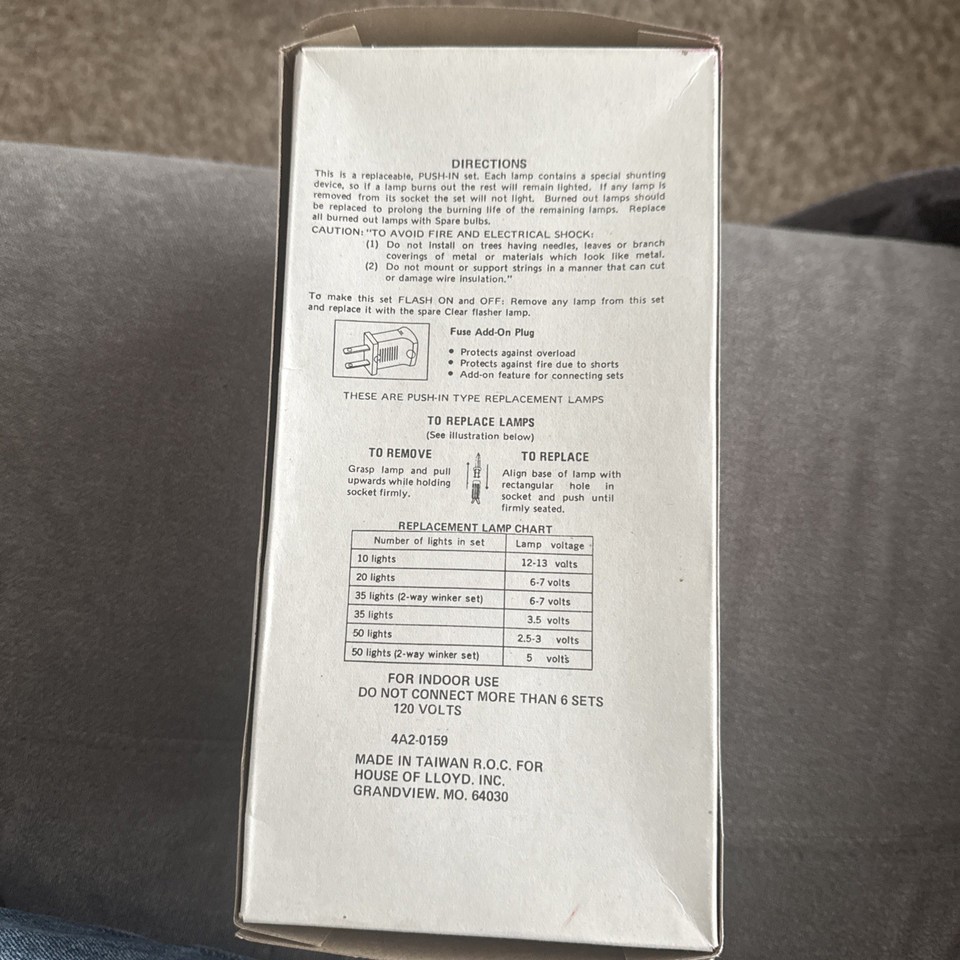 DIRECTIONS
This is a replaceable, PUSH-IN set. Each lamp contains a special shunting
device, so if a lamp burns out the rest will remain lighted. If any lamp is
removed from its socket the set will not light. Burned out lamps should
be replaced to prolong the burning life of the remaining lamps. Replace
all burned out lamps with Spare bulbs.
CAUTION: "TO AVOID FIRE AND ELECTRICAL SHOCK:
(1) Do not install on trees having needles, leaves or branch
coverings of metal or materials which look like metal.
(2) Do not mount or support strings in a manner that can cut
or damage wire insulation."
To make this set FLASH ON and OFF: Remove any lamp from this set
and replace it with the spare Clear flasher lamp.
Fuse Add-On Plug
• Protects against overload
• Protects against fire due to shorts
• Add-on feature for connecting sets
THESE ARE PUSH-IN TYPE REPLACEMENT LAMPS
TO REPLACE LAMPS
(See illustration below)
TO REMOVE
Grasp lamp and pull
upwards while holding
socket firmly.
TO REPLACE
Align base of lamp with
rectangular hole in
socket and push until
firmly seated.
REPLACEMENT LAMP CHART
Number of lights in set Lamp voltage
10 lights 12-13 volts
20 lights 6-7 volts
35 lights (2-way winker set) 6-7 volts
35 lights 3.5 volts
50 lights 2.5-3 volts
50 lights (2-way winker set) 5 volts
FOR INDOOR USE
DO NOT CONNECT MORE THAN 6 SETS
120 VOLTS
4A2-0159
MADE IN TAIWAN R.O.C. FOR
HOUSE OF LLOYD. INC.
GRANDVIEW. MO. 64030